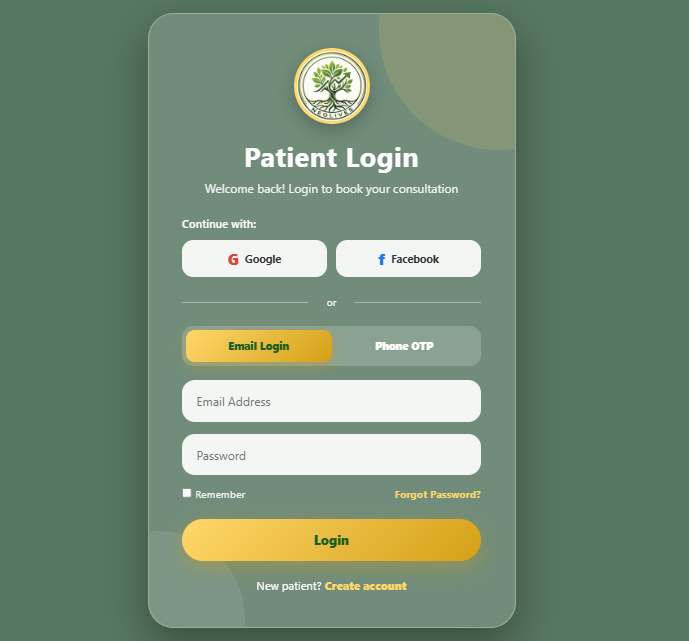 NEOLIVES
Patient Login
Welcome back! Login to book your consultation
Continue with:
G Google
f Facebook
or
Email Login
Phone OTP
Email Address
Password
Remember
Forgot Password?
Login
New patient? Create account